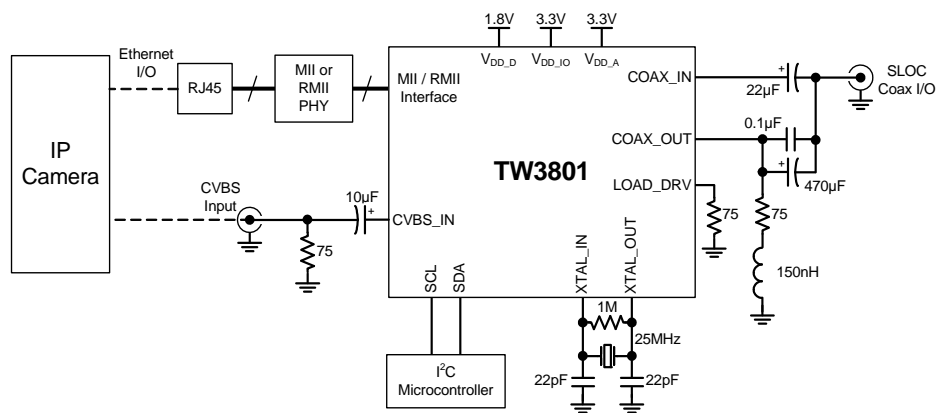 1.8V
3.3V
3.3V
VDD_D
VDD_IO
VDD_A
Ethernet
I/O
RJ45
MII or
RMII
PHY
MII / RMII
Interface
COAX_IN
22µF
SLOC
Coax I/O
0.1µF
COAX_OUT
470µF
IP
Camera
TW3801
LOAD_DRV
75
75
150nH
CVBS
Input
10µF
CVBS_IN
75
SCL
SDA
XTAL_IN
XTAL_OUT
1M
25MHz
22pF
22pF
I²C
Microcontroller
+
+
+